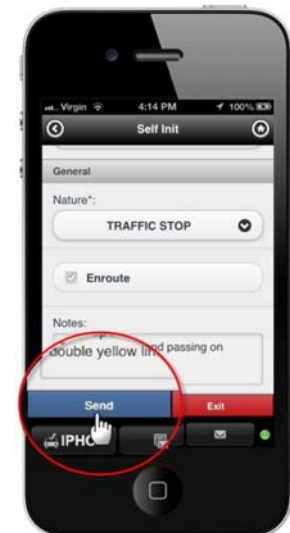 Virgin 4:14 PM 100%
Self Init
General
Nature*:
TRAFFIC STOP
Enroute
Notes:
and passing on
double yellow lin
Send Exit
IPHO